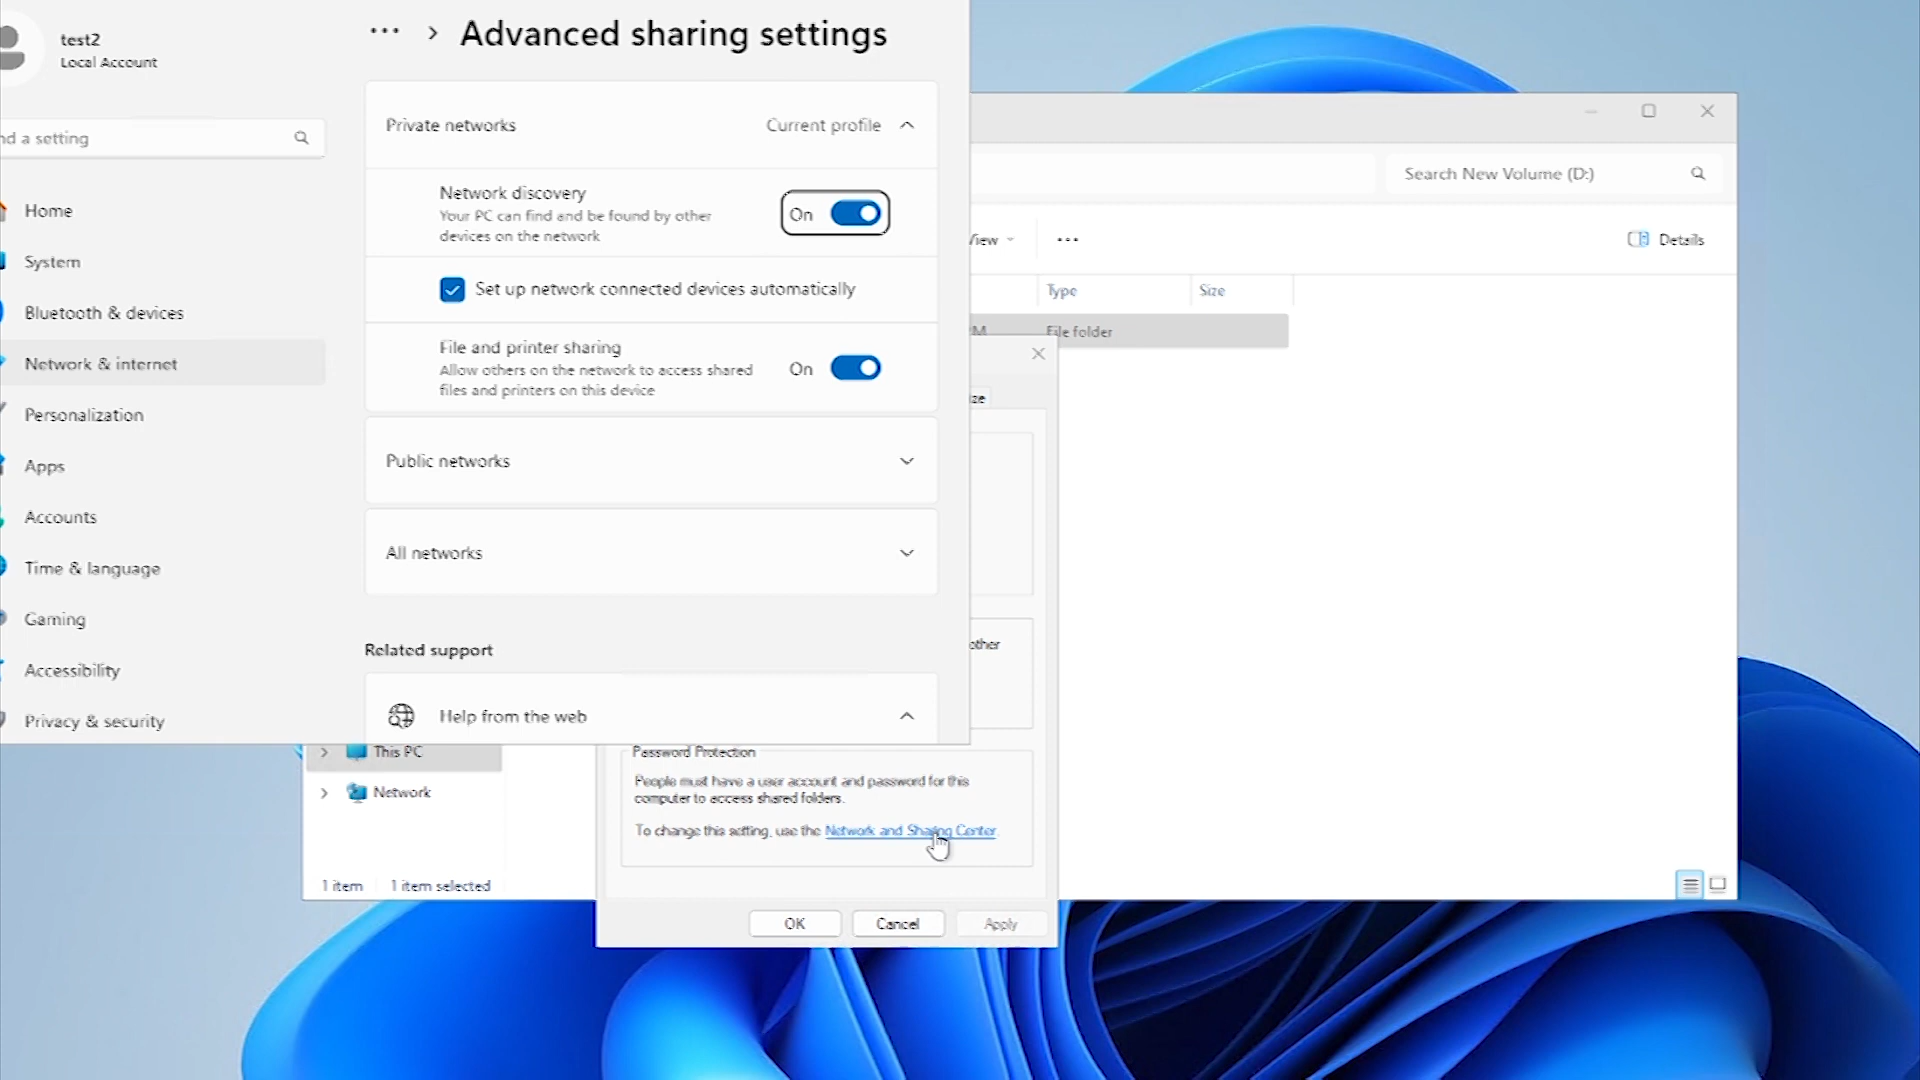 test2
Local Account
nd a setting
Home
System
Bluetooth & devices
Network & internet
Personalization
Apps
Accounts
Time & language
Gaming
Accessibility
Privacy & security
Advanced sharing settings
Private networks
Current profile
Network discovery
Your PC can find and be found by other
devices on the network
On
Set up network connected devices automatically
File and printer sharing
Allow others on the network to access shared
files and printers on this device
On
Public networks
All networks
Related support
Help from the web
Search New Volume (D:)
View
Details
Type
Size
PM
File folder
ize
other
This PC
Network
1 item
1 item selected
Password Protection
People must have a user account and password for this
computer to access shared folders.
To change this setting, use the Network and Sharing Center
OK
Cancel
Apply